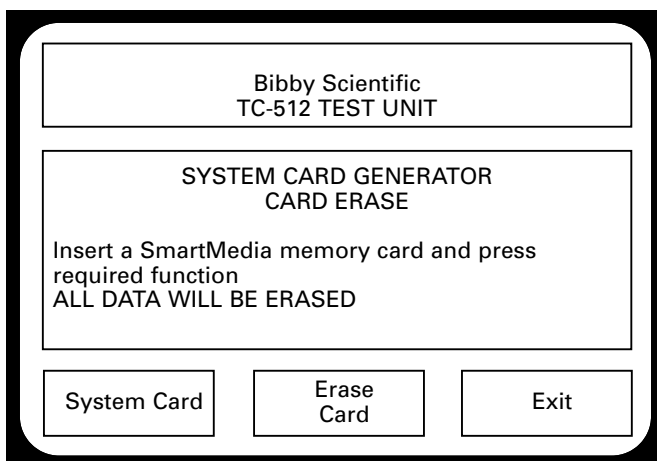 Bibby Scientific
TC-512 TEST UNIT
SYSTEM CARD GENERATOR
CARD ERASE
Insert a SmartMedia memory card and press
required function
ALL DATA WILL BE ERASED
System Card
Erase
Card
Exit